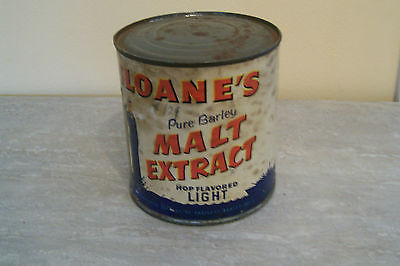 LOANE'S
Pure Barley
MALT
EXTRACT
HOP FLAVORED
LIGHT